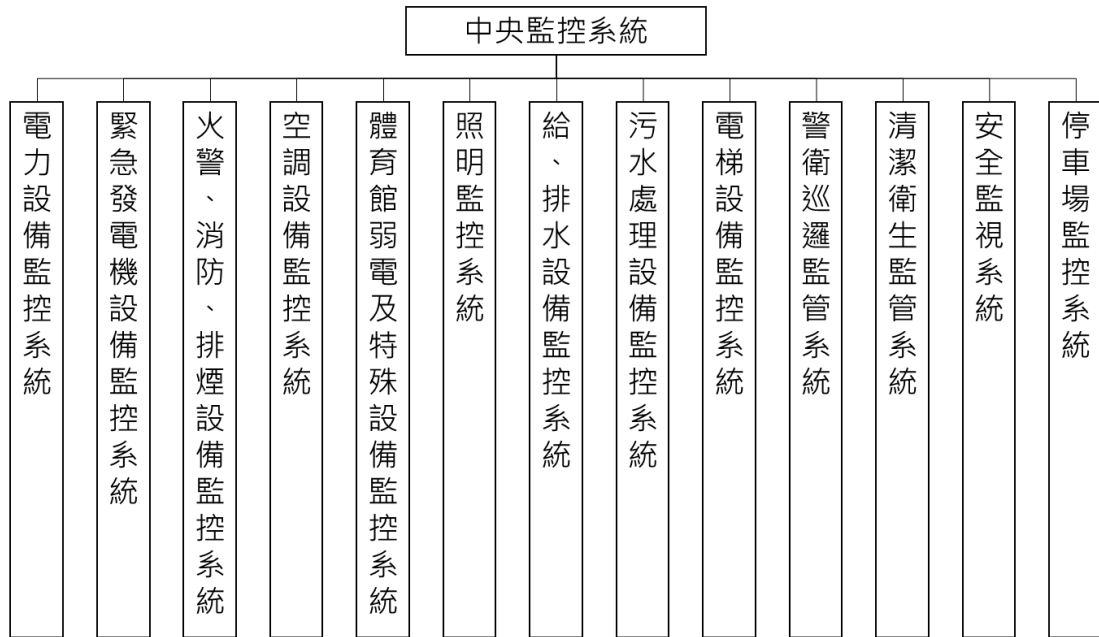 中央監控系統
電力設備監控系統
緊急發電機設備監控系統
火警、消防、排煙設備監控系統
空調設備監控系統
體育館弱電及特殊設備監控系統
照明監控系統
給、排水設備監控系統
污水處理設備監控系統
電梯設備監控系統
警衛巡邏監管系統
清潔衛生監管系統
安全監視系統
停車場監控系統